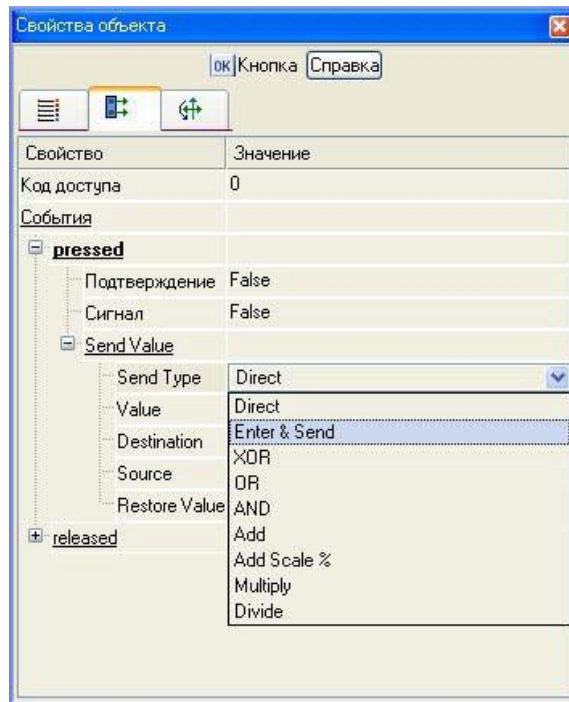 Свойства объекта
OK Кнопка Справка
Свойство Значение
Код доступа 0
События
pressed
Подтверждение False
Сигнал False
Send Value
Send Type Direct
Value Direct
Destination Enter & Send
XOR
Source OR
Restore Value AND
released Add
Add Scale %
Multiply
Divide